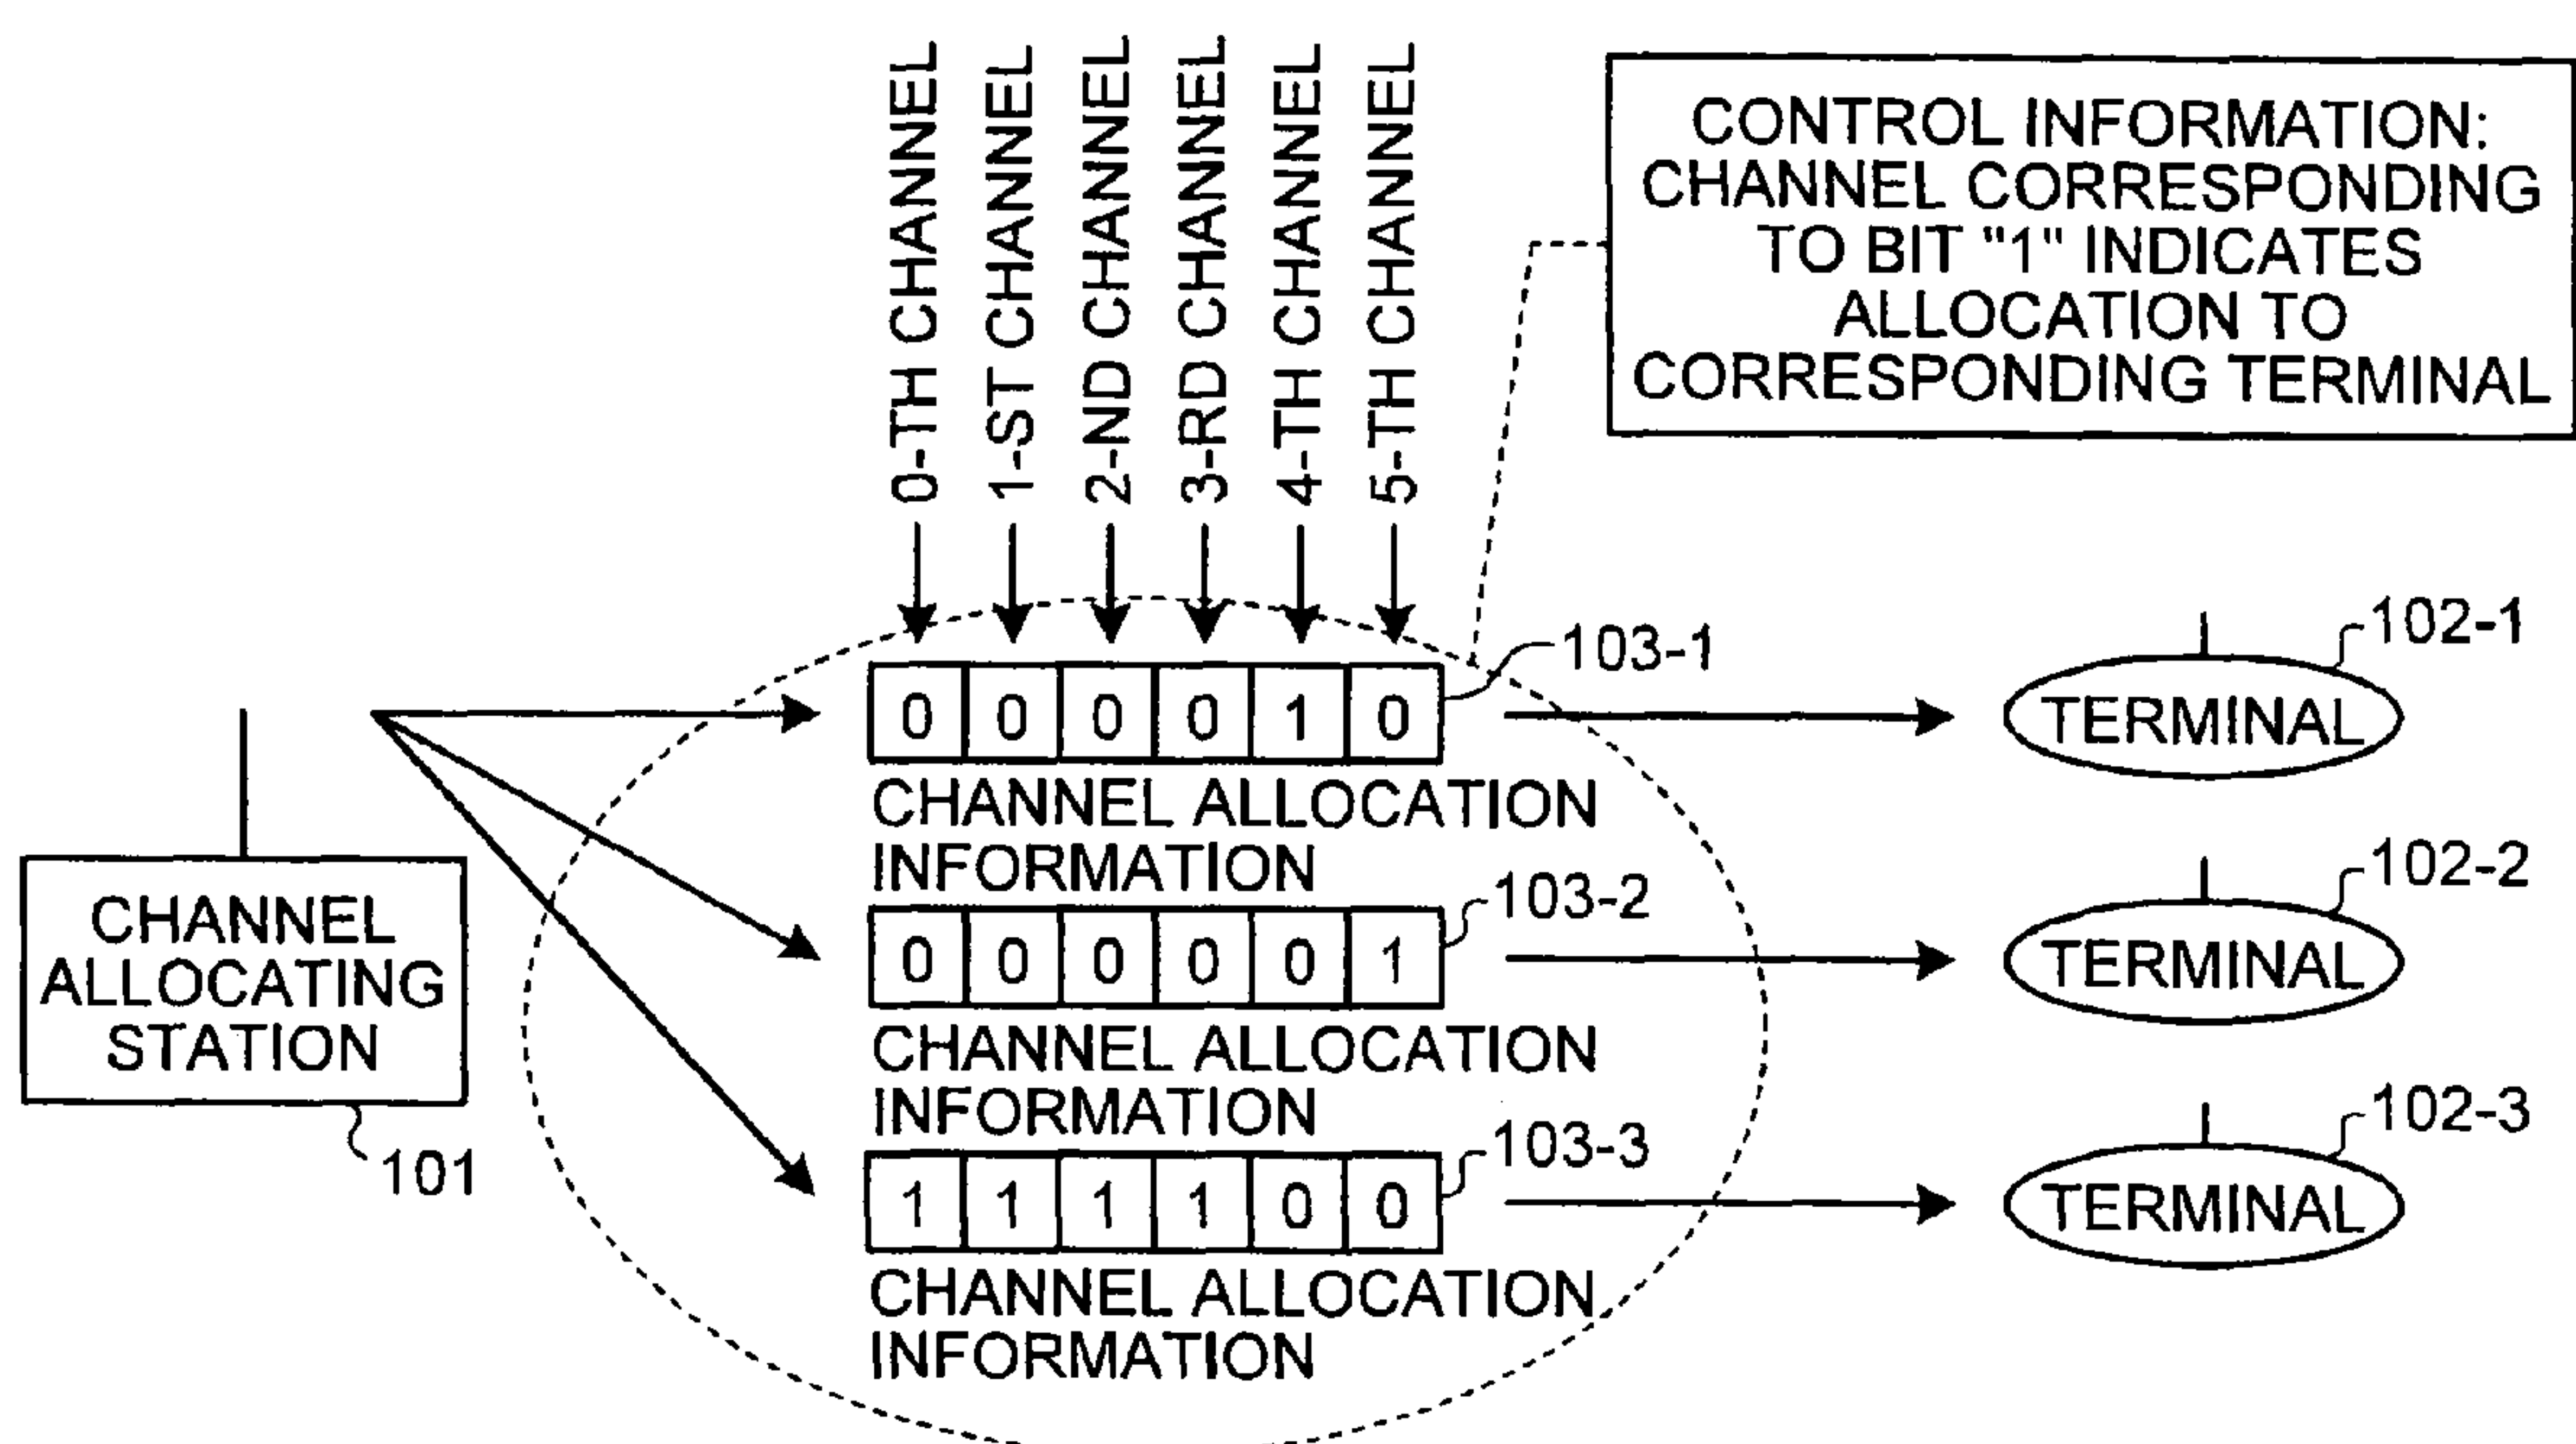 0-TH CHANNEL
1-ST CHANNEL
2-ND CHANNEL
3-RD CHANNEL
4-TH CHANNEL
5-TH CHANNEL
CONTROL INFORMATION:
CHANNEL CORRESPONDING
TO BIT "1" INDICATES
ALLOCATION TO
CORRESPONDING TERMINAL
CHANNEL
ALLOCATING
STATION
101
0 0 0 0 1 0
103-1
CHANNEL ALLOCATION
INFORMATION
0 0 0 0 0 1
103-2
CHANNEL ALLOCATION
INFORMATION
1 1 1 1 0 0
103-3
CHANNEL ALLOCATION
INFORMATION
102-1
TERMINAL
102-2
TERMINAL
102-3
TERMINAL